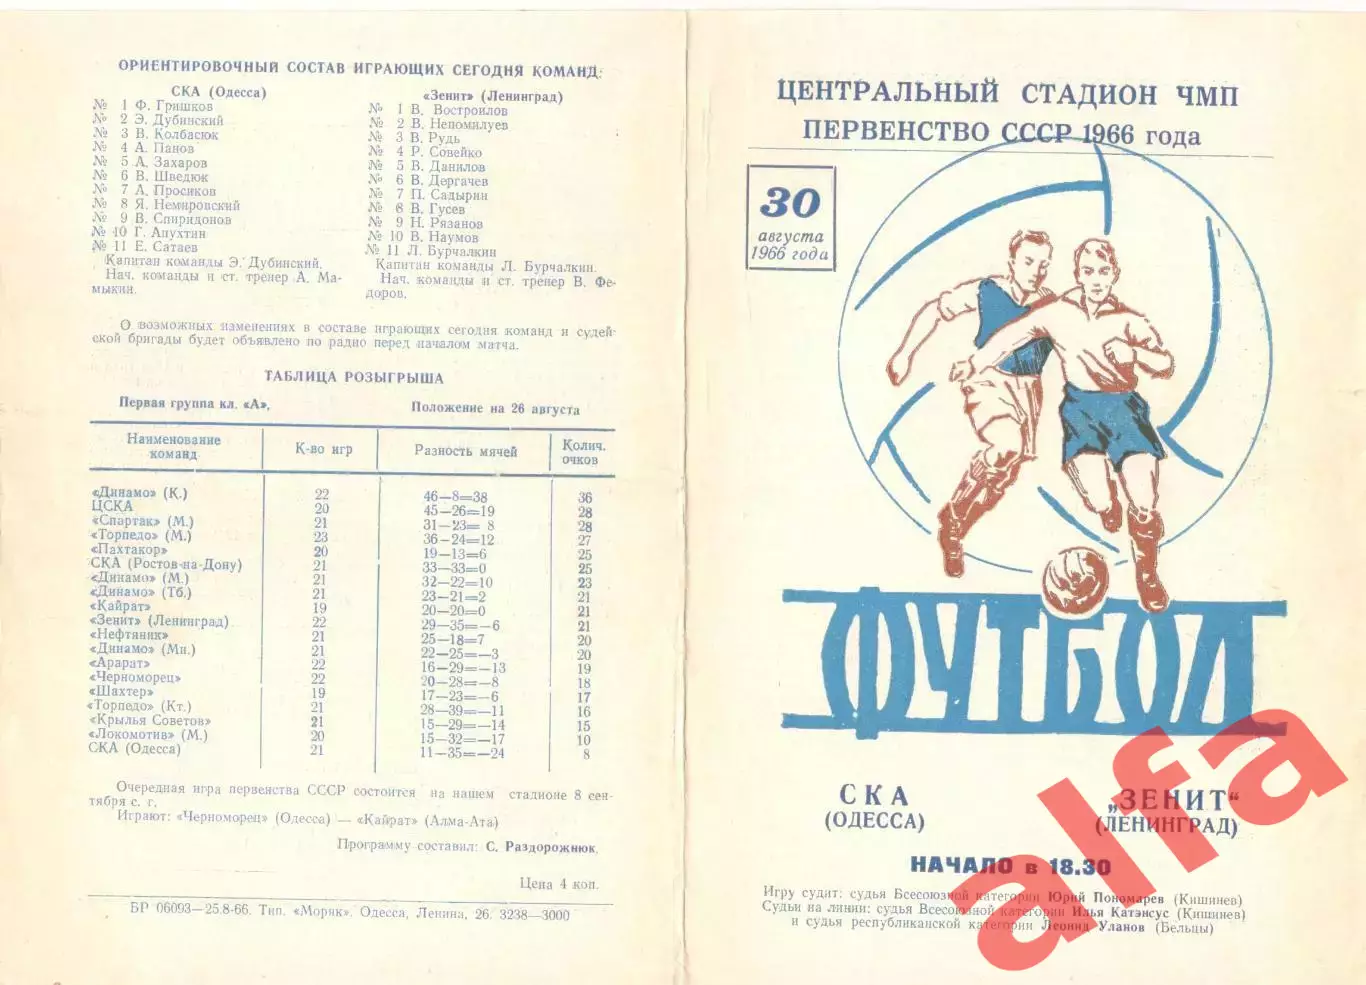 ОРИЕНТИРОВОЧНЫЙ СОСТАВ ИГРАЮЩИХ СЕГОДНЯ КОМАНД:
СКА (Одесса)
№ 1 Ф. Гришков
№ 2 Э. Дубинский
№ 3 В. Колбасюк
№ 4 А. Панов
№ 5 А. Захаров
№ 6 В. Шведюк
№ 7 А. Просяков
№ 8 Я. Немировский
№ 9 В. Спиридонов
№ 10 Г. Апухтин
№ 11 Е. Сатаев
Капитан команды Э. Дубинский.
Нач. команды и ст. тренер А. Ма-
мыкин.
«Зенит» (Ленинград)
№ 1 В. Востроилов
№ 2 В. Непомилуев
№ 3 В. Рудь
№ 4 Р. Совейко
№ 5 В. Данилов
№ 6 В. Дергачев
№ 7 П. Садырин
№ 8 В. Гусев
№ 9 Н. Рязанов
№ 10 В. Наумов
№ 11 Л. Бурчалкин
Капитан команды Л. Бурчалкин.
Нач. команды и ст. тренер В. Фе-
доров.
О возможных изменениях в составе играющих сегодня команд и судей-
ской бригады будет объявлено по радио перед началом матча.
ТАБЛИЦА РОЗЫГРЫША
Первая группа кл. «А», Положение на 26 августа
Наименование команд К-во игр Разность мячей Колич. очков
«Динамо» (К.) 22 46—8=38 36
ЦСКА 20 45—26=19 28
«Спартак» (М.) 21 31—23= 8 28
«Торпедо» (М.) 23 36—24=12 27
«Пахтакор» 20 19—13=6 25
СКА (Ростов-на-Дону) 21 33—33=0 25
«Динамо» (М.) 21 32—22=10 23
«Динамо» (Тб.) 21 23—21=2 21
«Кайрат» 19 20—20=0 21
«Зенит» (Ленинград) 22 29—35=—6 21
«Нефтяник» 21 25—18=7 20
«Динамо» (Мн.) 21 22—25=—3 20
«Арарат» 22 16—29=—13 19
«Черноморец» 22 20—28=—8 18
«Шахтер» 19 17—23=—6 17
«Торпедо» (Кт.) 21 28—39=—11 16
«Крылья Советов» 21 15—29=—14 15
«Локомотив» (М.) 20 15—32=—17 10
СКА (Одесса) 21 11—35=—24 8
Очередная игра первенства СССР состоится на нашем стадионе 8 сен-
тября с. г.
Играют: «Черноморец» (Одесса) — «Кайрат» (Алма-Ата)
Программу составил: С. Раздорожнюк.
Цена 4 коп.
БР 06093—25.8-66. Тип. «Моряк». Одесса, Ленина, 26. 3238—3000
ЦЕНТРАЛЬНЫЙ СТАДИОН ЧМП
ПЕРВЕНСТВО СССР 1966 года
30
августа
1966 года
ФУТБОЛ
СКА
(ОДЕССА)
„ЗЕНИТ“
(ЛЕНИНГРАД)
НАЧАЛО в 18.30
Игру судит: судья Всесоюзной категории Юрий Пономарев (Кишинев)
Судьи на линии: судья Всесоюзной категории Илья Катэнсус (Кишинев)
и судья республиканской категории Леонид Уланов (Бельцы)
alfa